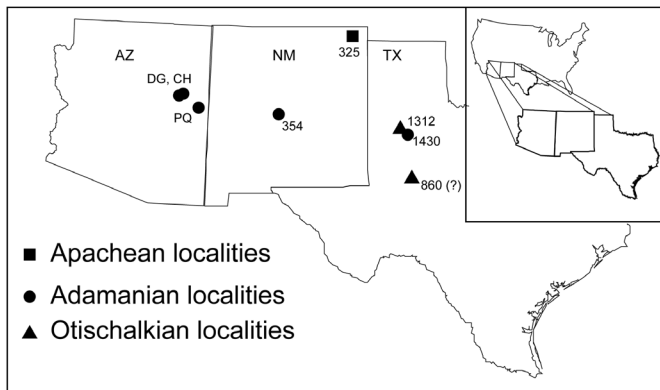 AZ
NM
TX
325
DG, CH
PQ
354
1312
1430
860 (?)
Apachean localities
Adamanian localities
Otischalkian localities